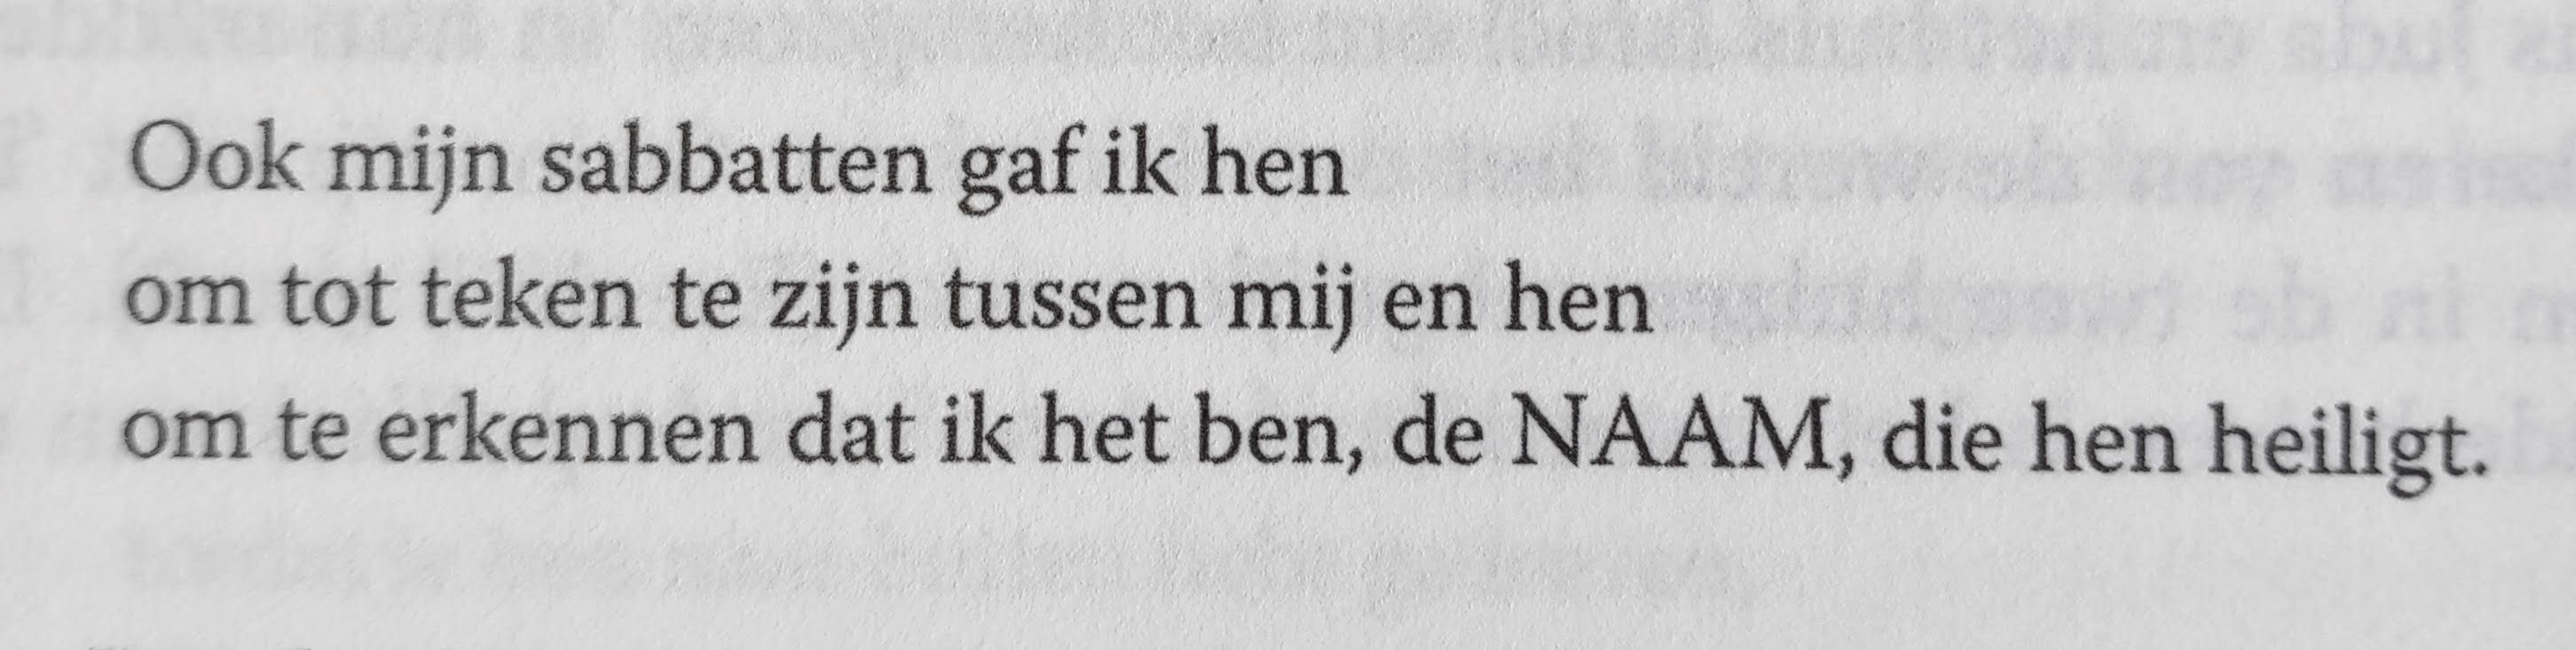 Ook mijn sabbatten gaf ik hen
om tot teken te zijn tussen mij en hen
om te erkennen dat ik het ben, de NAAM, die hen heiligt.